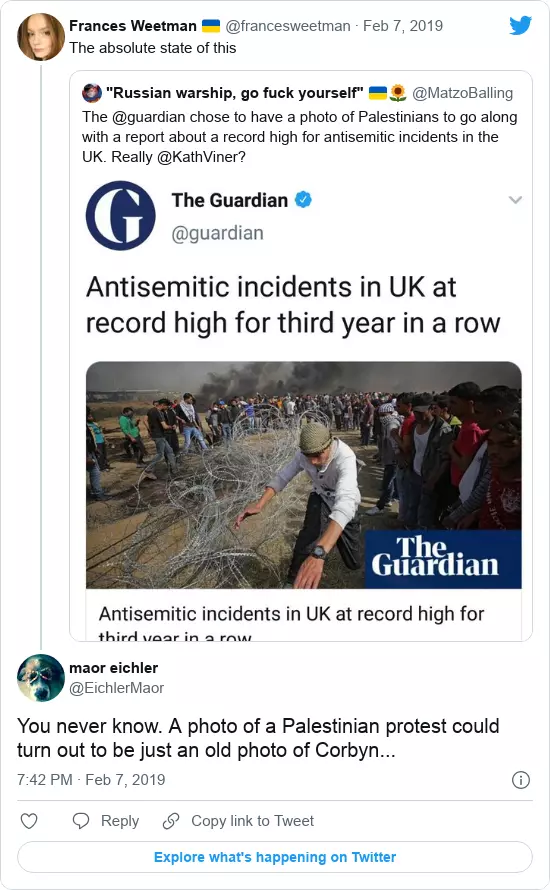 Frances Weetman 🇺🇦 @francesweetman · Feb 7, 2019
The absolute state of this
"Russian warship, go fuck yourself" 🇺🇦🌻 @MatzoBalling
The @guardian chose to have a photo of Palestinians to go along
with a report about a record high for antisemitic incidents in the
UK. Really @KathViner?
The Guardian
@guardian
Antisemitic incidents in UK at
record high for third year in a row
The
Guardian
Antisemitic incidents in UK at record high for
third year in a row
maor eichler
@EichlerMaor
You never know. A photo of a Palestinian protest could
turn out to be just an old photo of Corbyn...
7:42 PM · Feb 7, 2019
Reply Copy link to Tweet
Explore what's happening on Twitter